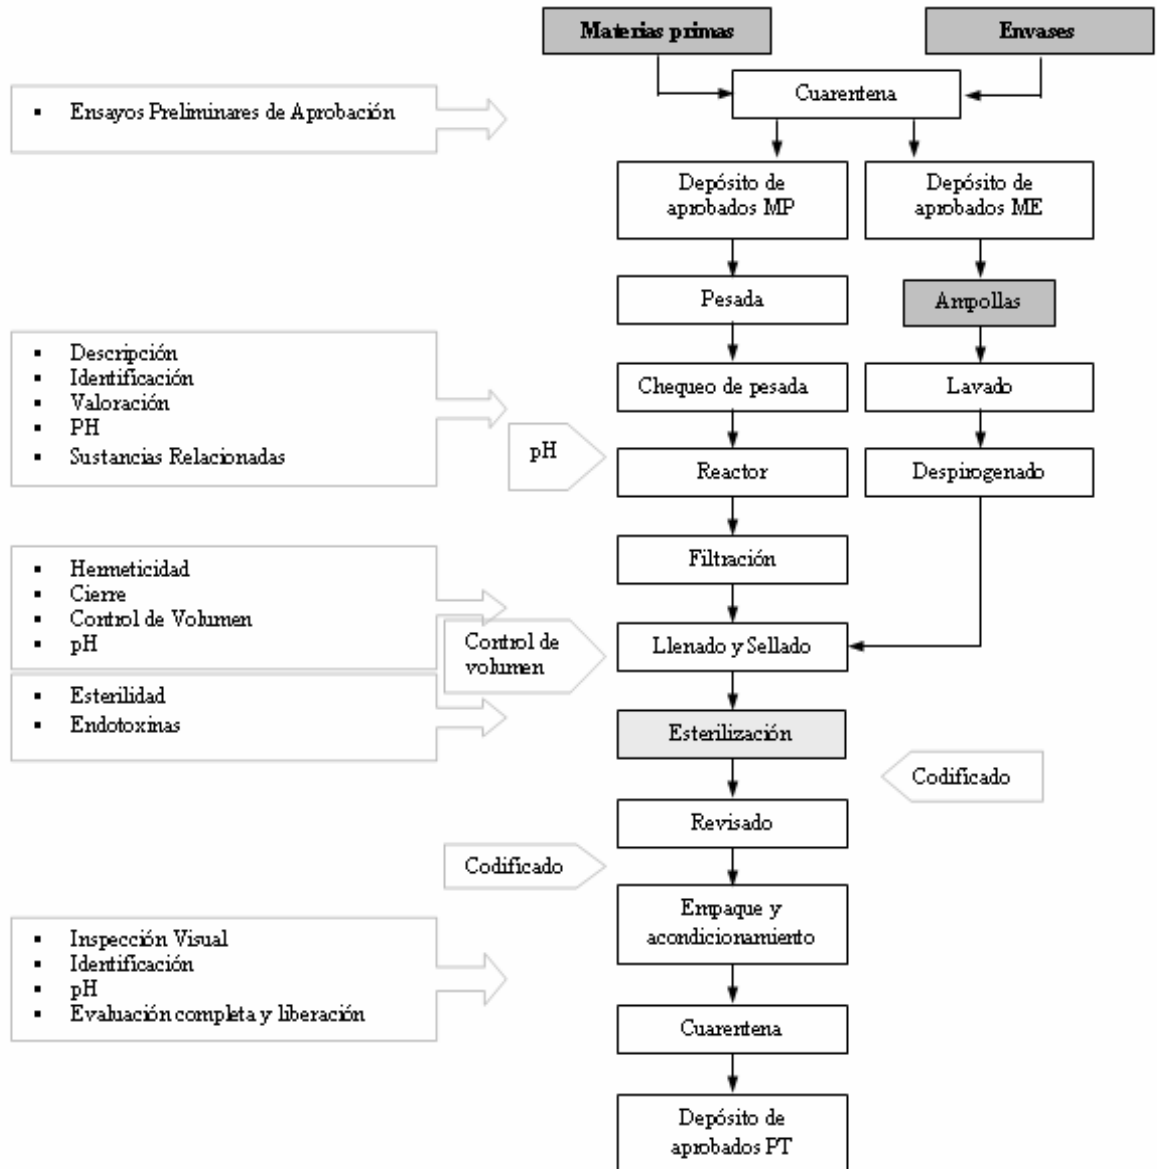 Materias primas
Envases
Cuarentena
▪ Ensayos Preliminares de Aprobación
Depósito de
aprobados MP
Depósito de
aprobados ME
Pesada
Ampollas
▪ Descripción
▪ Identificación
▪ Valoración
▪ PH
▪ Sustancias Relacionadas
Chequeo de pesada
Lavado
pH
Reactor
Despirogenado
▪ Hermeticidad
▪ Cierre
▪ Control de Volumen
▪ pH
Filtración
Control de
volumen
Llenado y Sellado
▪ Esterilidad
▪ Endotoxinas
Esterilización
Codificado
Revisado
Codificado
Empaque y
acondicionamiento
▪ Inspección Visual
▪ Identificación
▪ pH
▪ Evaluación completa y liberación
Cuarentena
Depósito de
aprobados PT